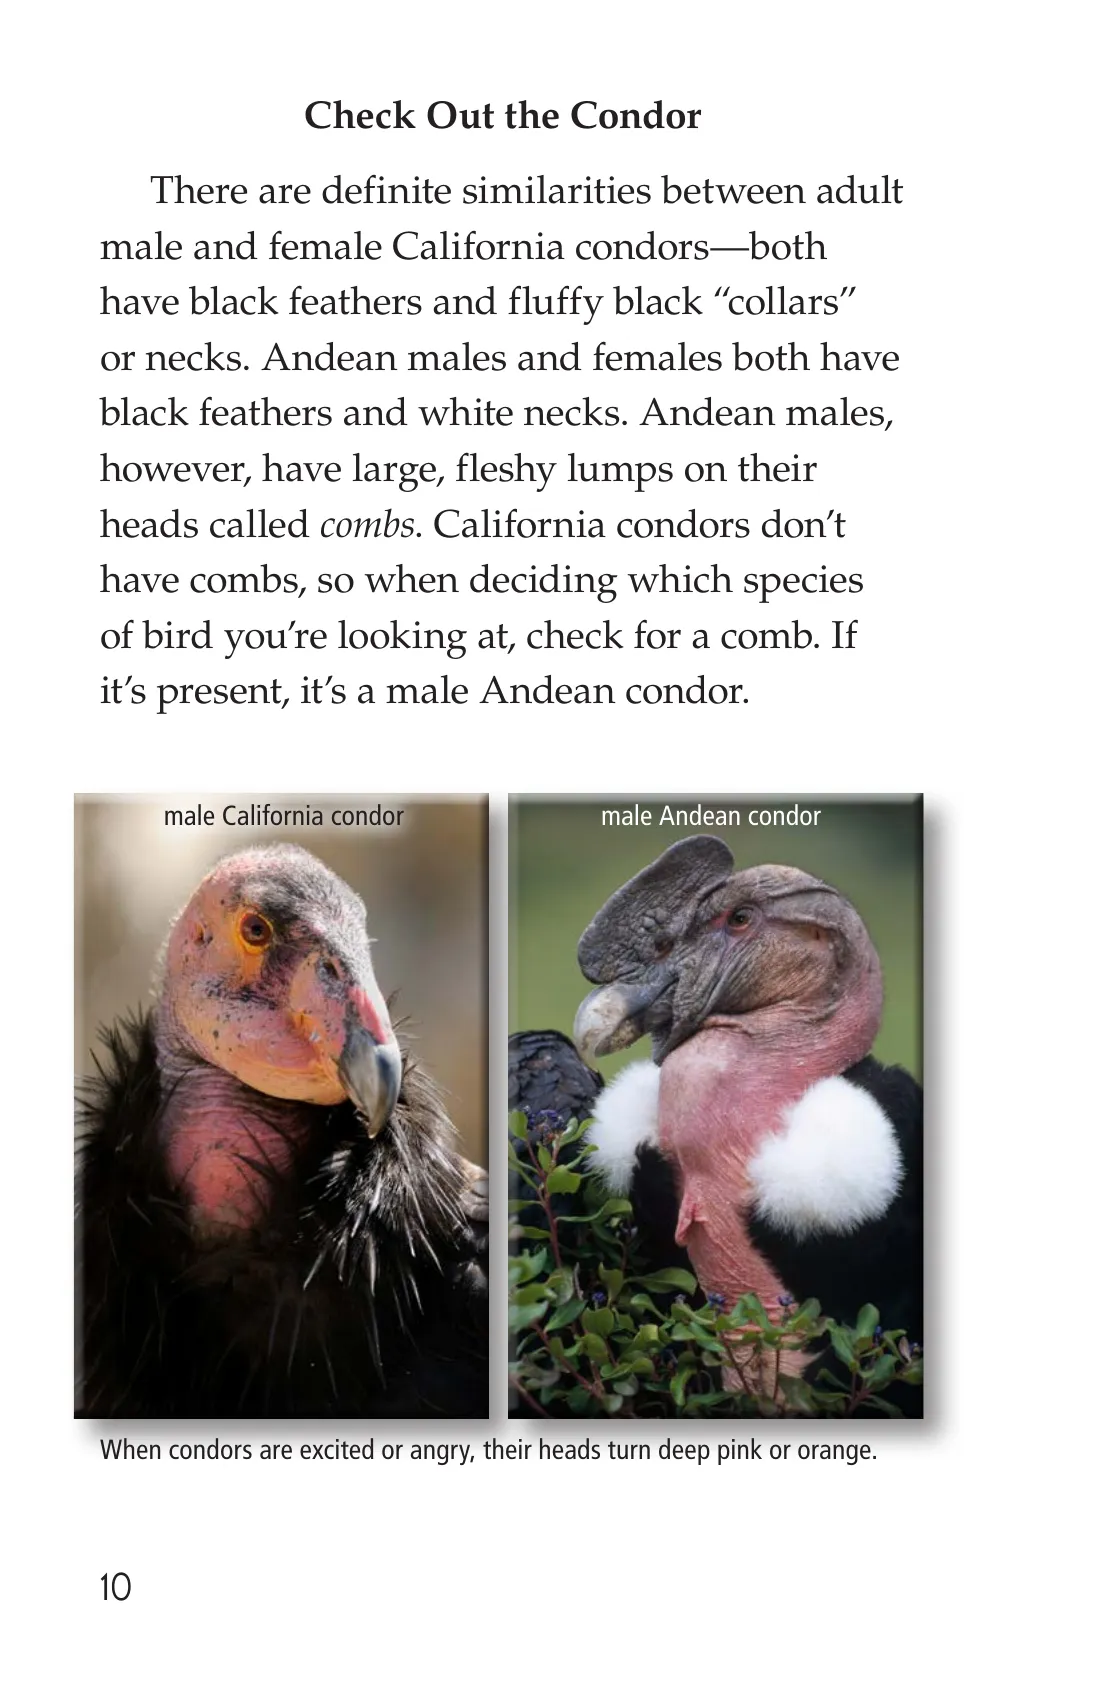 Check Out the Condor
There are definite similarities between adult
male and female California condors—both
have black feathers and fluffy black “collars”
or necks. Andean males and females both have
black feathers and white necks. Andean males,
however, have large, fleshy lumps on their
heads called combs. California condors don’t
have combs, so when deciding which species
of bird you’re looking at, check for a comb. If
it’s present, it’s a male Andean condor.
male California condor
male Andean condor
When condors are excited or angry, their heads turn deep pink or orange.
10